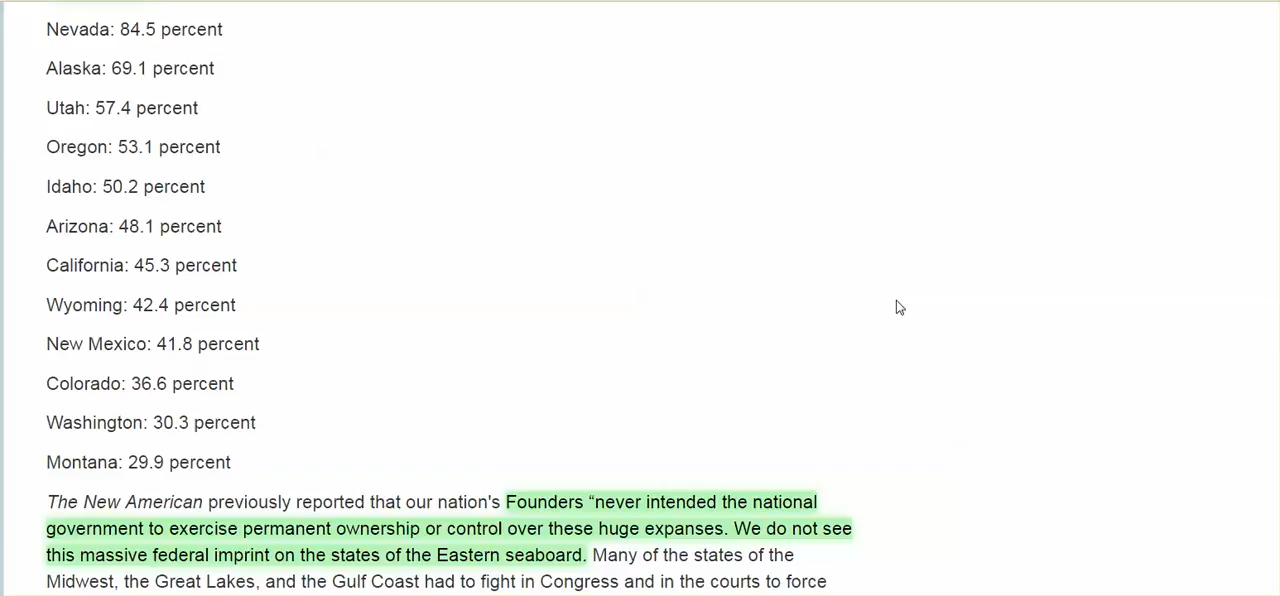 Nevada: 84.5 percent
Alaska: 69.1 percent
Utah: 57.4 percent
Oregon: 53.1 percent
Idaho: 50.2 percent
Arizona: 48.1 percent
California: 45.3 percent
Wyoming: 42.4 percent
New Mexico: 41.8 percent
Colorado: 36.6 percent
Washington: 30.3 percent
Montana: 29.9 percent
The New American previously reported that our nation's Founders “never intended the national
government to exercise permanent ownership or control over these huge expanses. We do not see
this massive federal imprint on the states of the Eastern seaboard. Many of the states of the
Midwest, the Great Lakes, and the Gulf Coast had to fight in Congress and in the courts to force